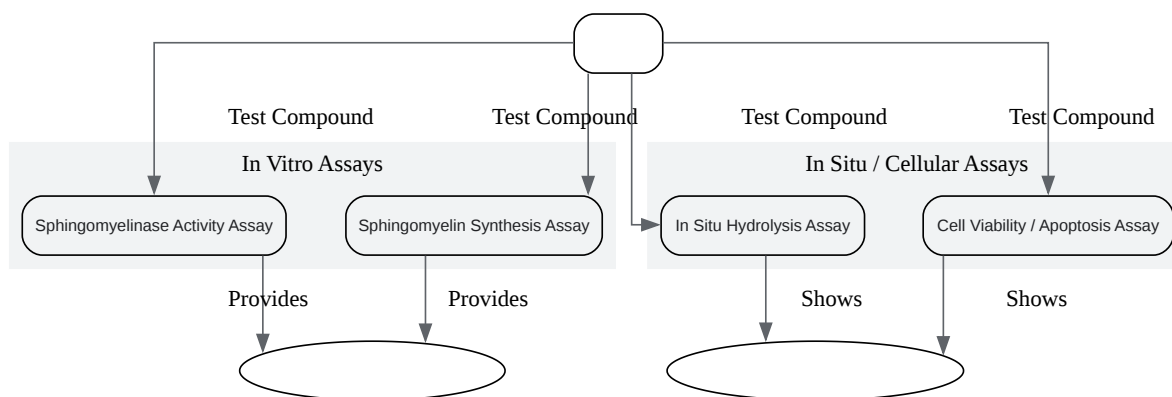 Test Compound
Test Compound
Test Compound
Test Compound
In Vitro Assays
In Situ / Cellular Assays
Sphingomyelinase Activity Assay
Sphingomyelin Synthesis Assay
In Situ Hydrolysis Assay
Cell Viability / Apoptosis Assay
Provides
Provides
Shows
Shows